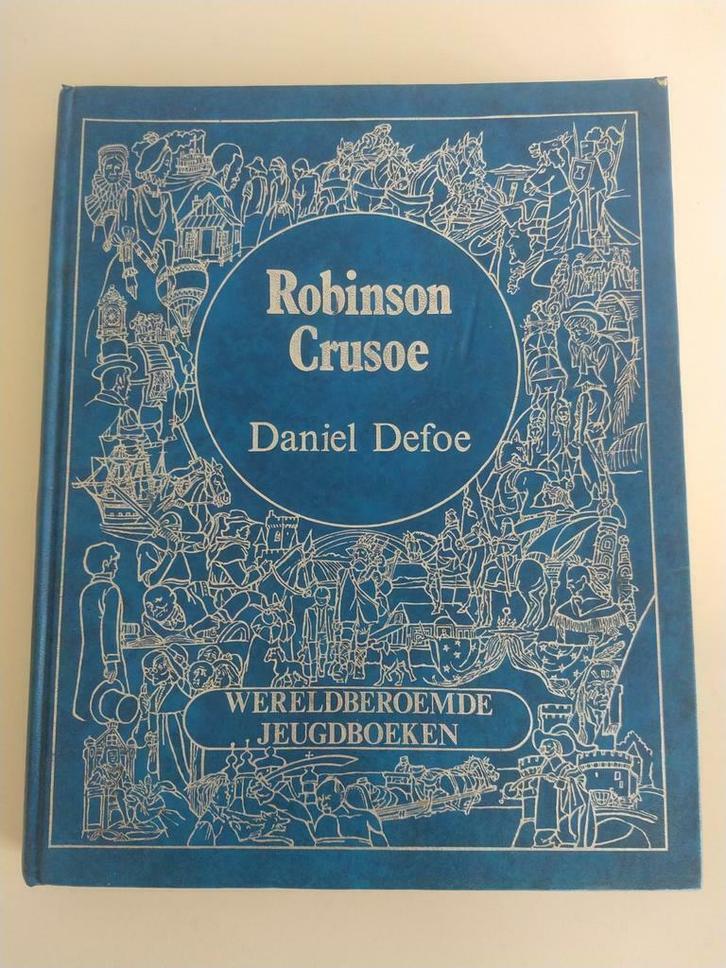 Robinson
Crusoe
Daniel Defoe
WERELDBEROEMDE
JEUGDBOEKEN